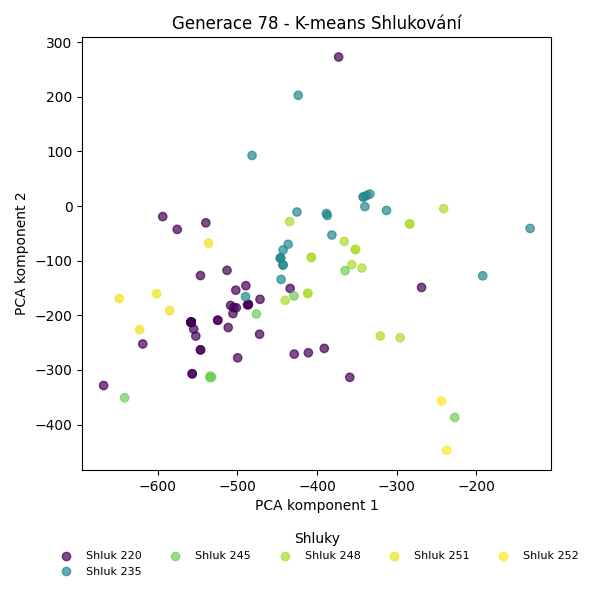 Generace 78 - K-means Shlukování
300
200
100
0
−100
−200
−300
−400
PCA komponent 2
−600
−500
−400
−300
−200
PCA komponent 1
Shluky
Shluk 220
Shluk 235
Shluk 245
Shluk 248
Shluk 251
Shluk 252